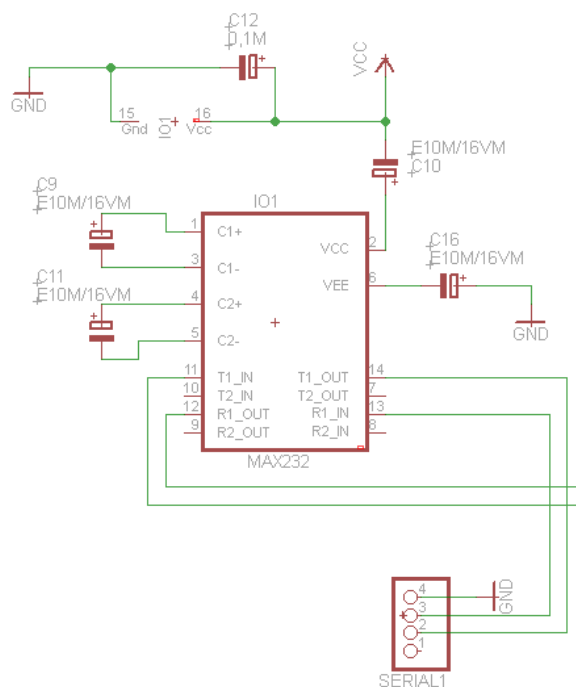 C12
0,1M
VCC
GND
15
Gnd
IO1
16
Vcc
E10M/16VM
C10
C9
E10M/16VM
IO1
1
C1+
VCC
2
C16
E10M/16VM
3
C1-
VEE
6
C11
E10M/16VM
4
C2+
GND
5
C2-
11
T1_IN
T1_OUT
14
10
T2_IN
T2_OUT
7
12
R1_OUT
R1_IN
13
9
R2_OUT
R2_IN
8
MAX232
4
GND
3
2
1
SERIAL1